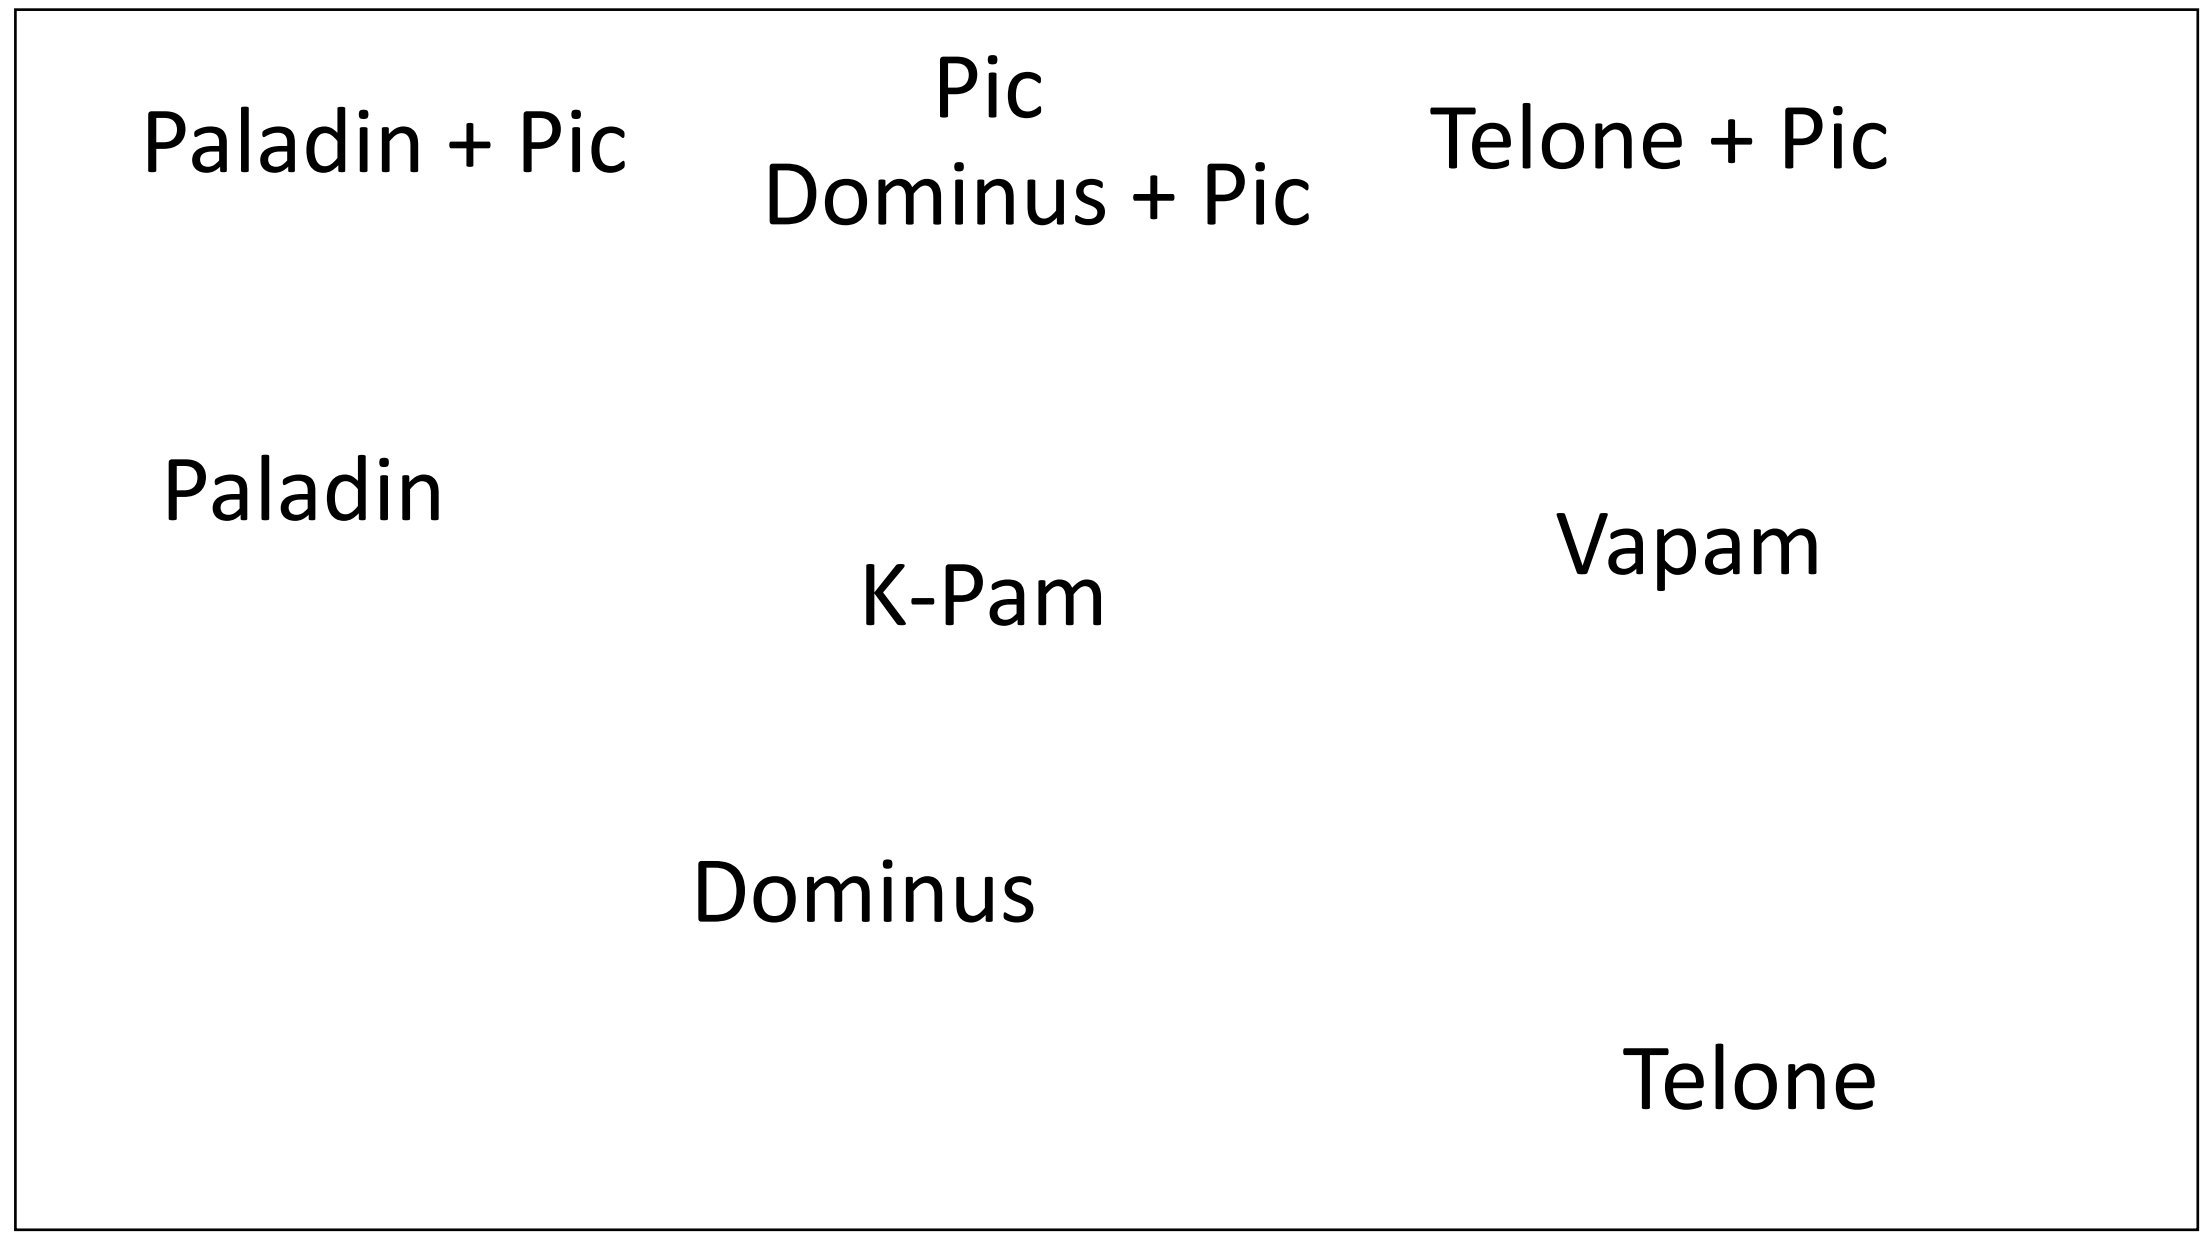 Pic
Paladin + Pic
Telone + Pic
Dominus + Pic
Paladin
Vapam
K-Pam
Dominus
Telone